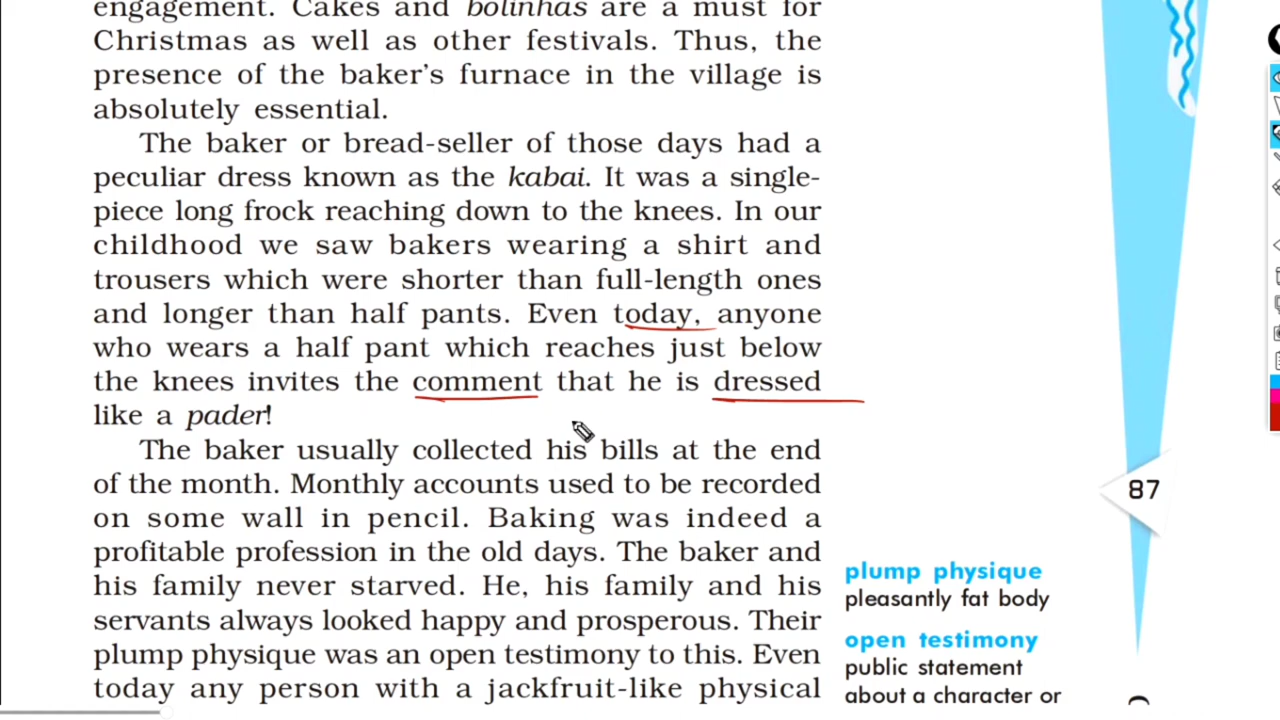 engagement. Cakes and bolinhas are a must for
Christmas as well as other festivals. Thus, the
presence of the baker's furnace in the village is
absolutely essential.
The baker or bread-seller of those days had a
peculiar dress known as the kabai. It was a single-
piece long frock reaching down to the knees. In our
childhood we saw bakers wearing a shirt and
trousers which were shorter than full-length ones
and longer than half pants. Even today, anyone
who wears a half pant which reaches just below
the knees invites the comment that he is dressed
like a pader!
The baker usually collected his bills at the end
of the month. Monthly accounts used to be recorded
on some wall in pencil. Baking was indeed a
profitable profession in the old days. The baker and
his family never starved. He, his family and his
servants always looked happy and prosperous. Their
plump physique was an open testimony to this. Even
today any person with a jackfruit-like physical
87
plump physique
pleasantly fat body
open testimony
public statement
about a character or